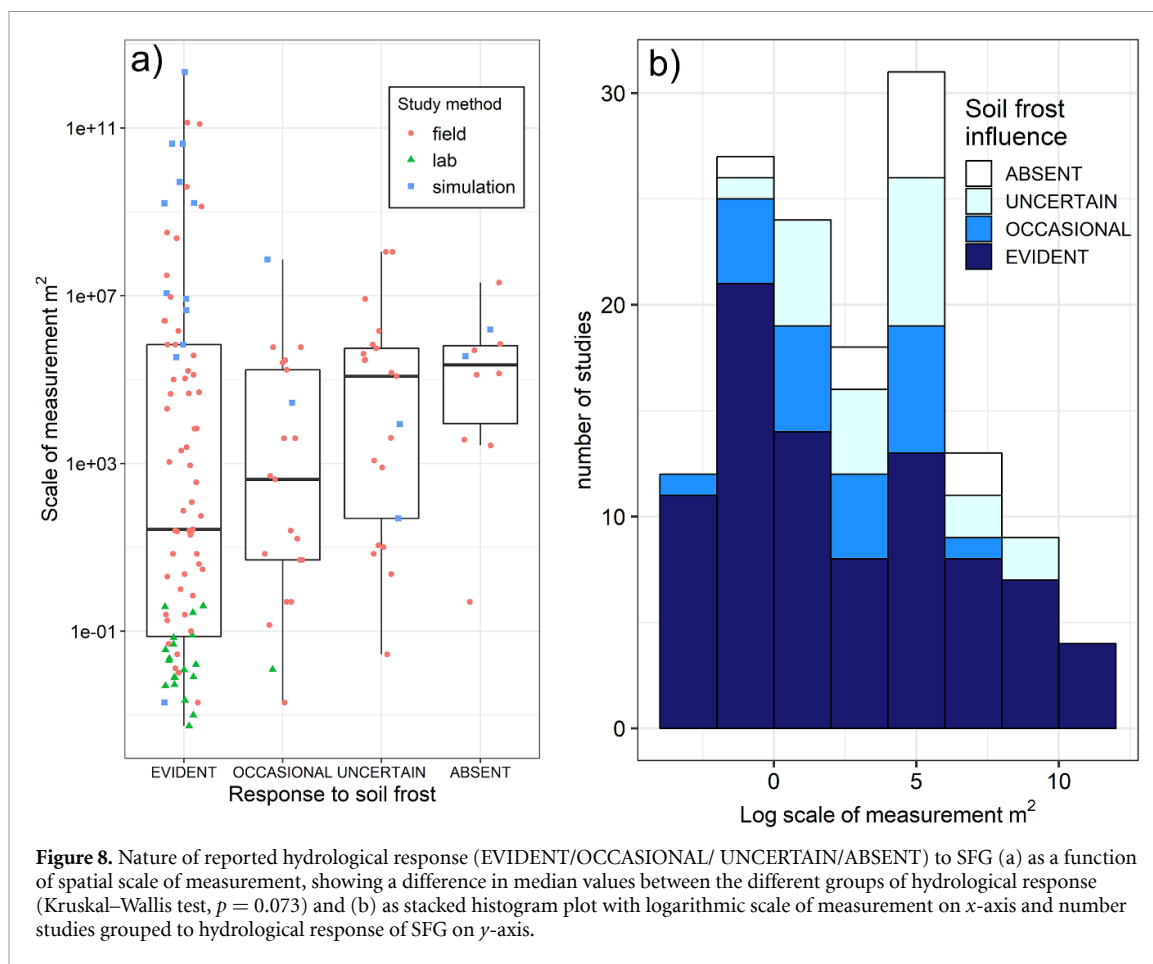 a)
Study method
field
lab
simulation
1e+11
1e+07
1e+03
1e-01
Scale of measurement m²
EVIDENT OCCASIONAL UNCERTAIN ABSENT
Response to soil frost
b)
Soil frost
influence
ABSENT
UNCERTAIN
OCCASIONAL
EVIDENT
30
20
10
0
number of studies
0 5 10
Log scale of measurement m²
Figure 8. Nature of reported hydrological response (EVIDENT/OCCASIONAL/ UNCERTAIN/ABSENT) to SFG (a) as a function
of spatial scale of measurement, showing a difference in median values between the different groups of hydrological response
(Kruskal–Wallis test, p = 0.073) and (b) as stacked histogram plot with logarithmic scale of measurement on x-axis and number
studies grouped to hydrological response of SFG on y-axis.